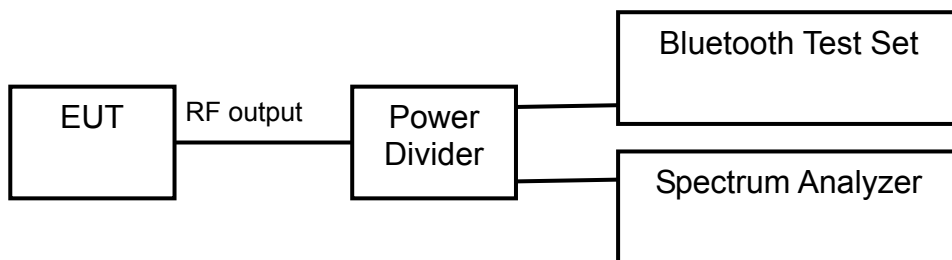 EUT
RF output
Power
Divider
Bluetooth Test Set
Spectrum Analyzer